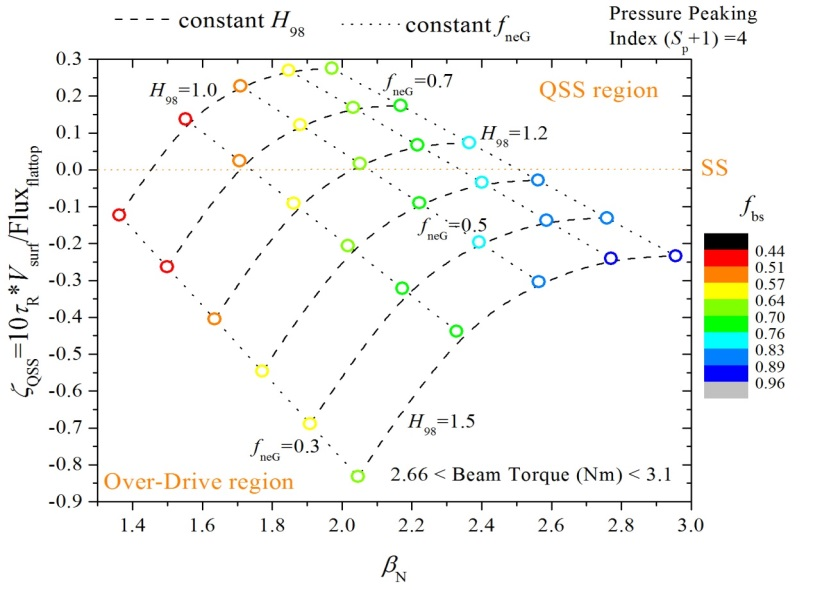 constant H98
constant fneG
Pressure Peaking
Index (Sp+1) =4
0.3
0.2
0.1
0.0
-0.1
-0.2
-0.3
-0.4
-0.5
-0.6
-0.7
-0.8
-0.9
ζQSS=10τR*Vsurf/Fluxflattop
H98=1.0
fneG=0.7
QSS region
H98=1.2
SS
fneG=0.5
fbs
0.44
0.51
0.57
0.64
0.70
0.76
0.83
0.89
0.96
H98=1.5
fneG=0.3
Over-Drive region
2.66 < Beam Torque (Nm) < 3.1
1.4 1.6 1.8 2.0 2.2 2.4 2.6 2.8 3.0
βN